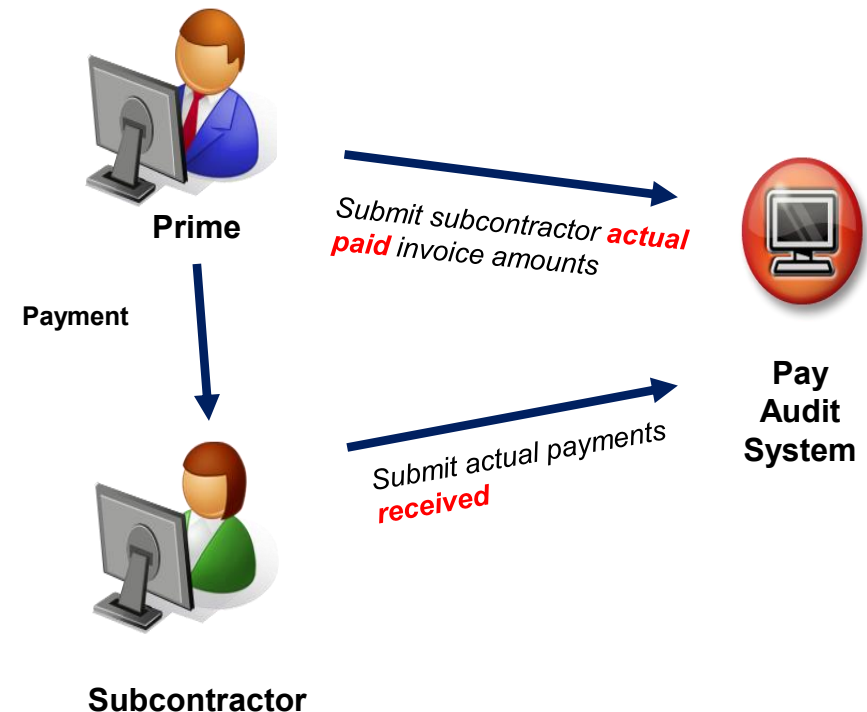 Prime
Submit subcontractor actual
paid invoice amounts
Payment
Pay
Audit
System
Submit actual payments
received
Subcontractor